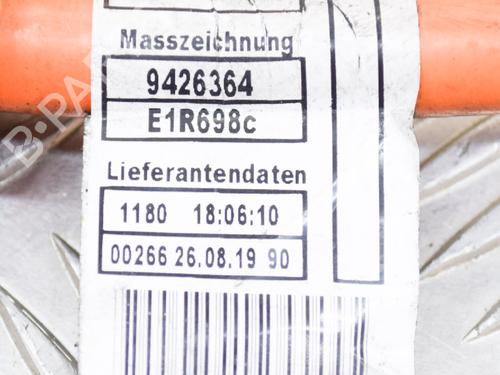 Masszeichnung
9426364
E1R698c
Lieferantendaten
1180 18:06:10
00266 26.08.19 90